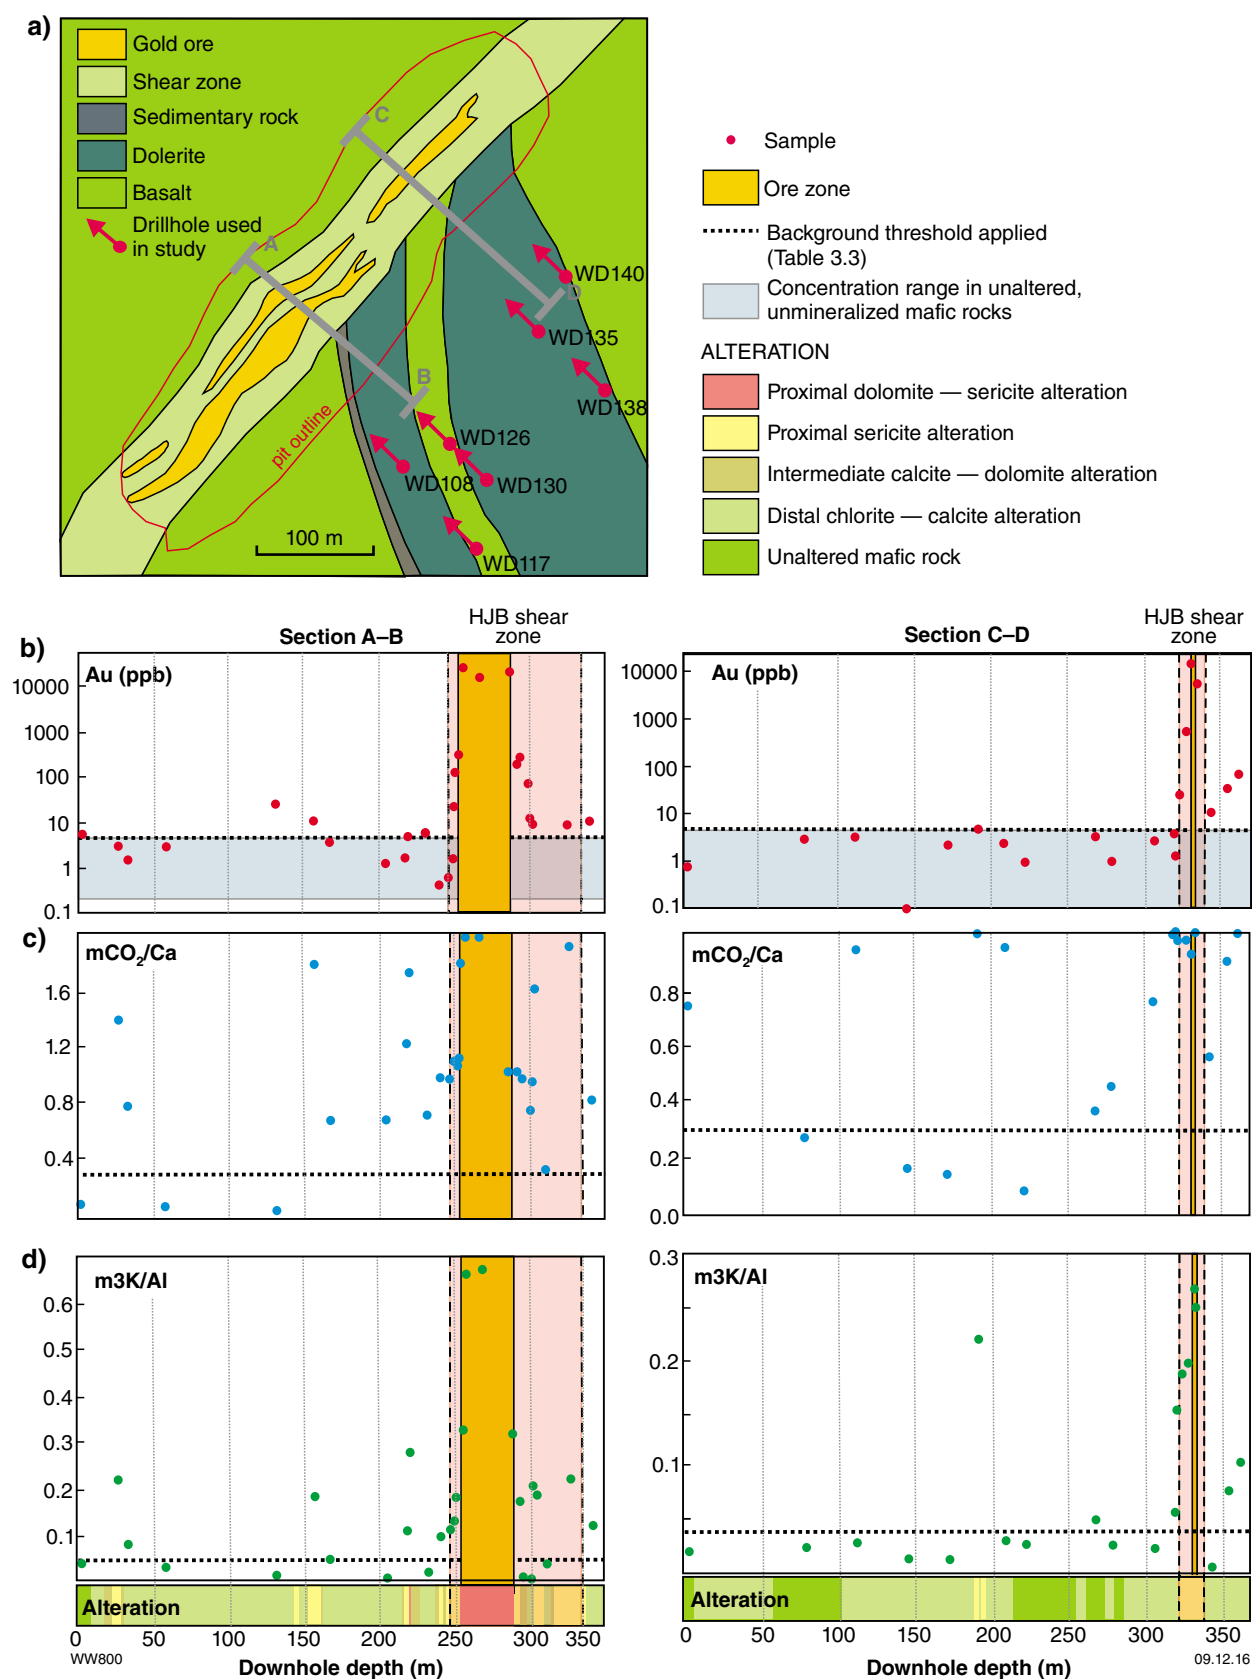 a)
Gold ore
Shear zone
Sedimentary rock
Dolerite
Basalt
Drillhole used
in study
C
A
D
B
WD140
WD135
WD138
WD126
WD108
WD130
WD117
pit outline
100 m
Sample
Ore zone
Background threshold applied
(Table 3.3)
Concentration range in unaltered,
unmineralized mafic rocks
ALTERATION
Proximal dolomite — sericite alteration
Proximal sericite alteration
Intermediate calcite — dolomite alteration
Distal chlorite — calcite alteration
Unaltered mafic rock
b)
Section A–B
HJB shear
zone
Au (ppb)
10000
1000
100
10
1
0.1
Section C–D
HJB shear
zone
Au (ppb)
10000
1000
100
10
1
0.1
c)
mCO2/Ca
1.6
1.2
0.8
0.4
mCO2/Ca
0.8
0.6
0.4
0.2
0.0
d)
m3K/Al
0.6
0.5
0.4
0.3
0.2
0.1
m3K/Al
0.3
0.2
0.1
Alteration
0 50 100 150 200 250 300 350
WW800
Downhole depth (m)
Alteration
0 50 100 150 200 250 300 350
Downhole depth (m)
09.12.16